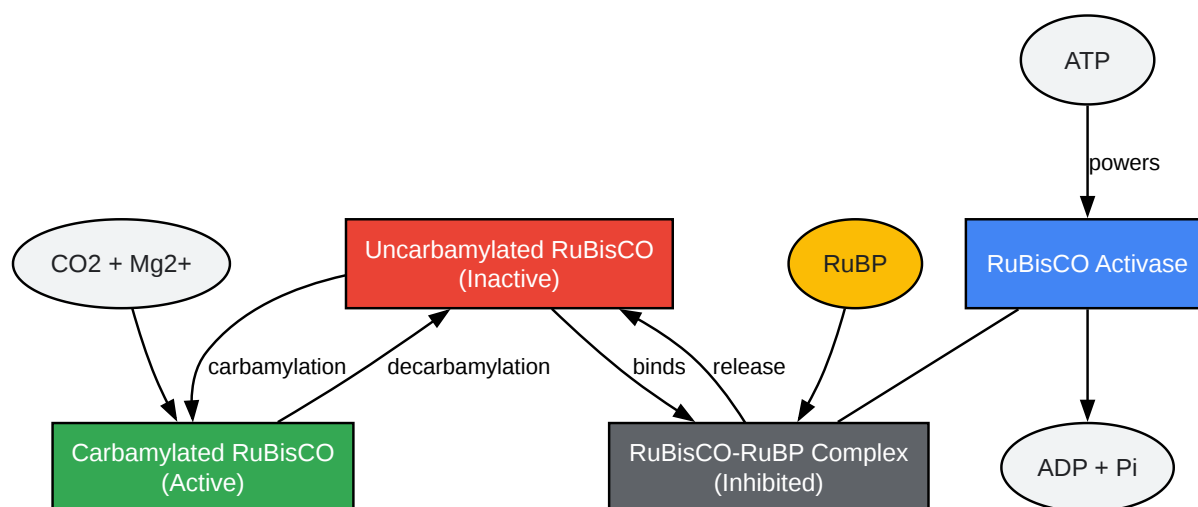 ATP
powers
CO2 + Mg2+
Uncarbamylated RuBisCO
(Inactive)
RuBP
RuBisCO Activase
carbamylation
decarbamylation
binds
release
Carbamylated RuBisCO
(Active)
RuBisCO-RuBP Complex
(Inhibited)
ADP + Pi